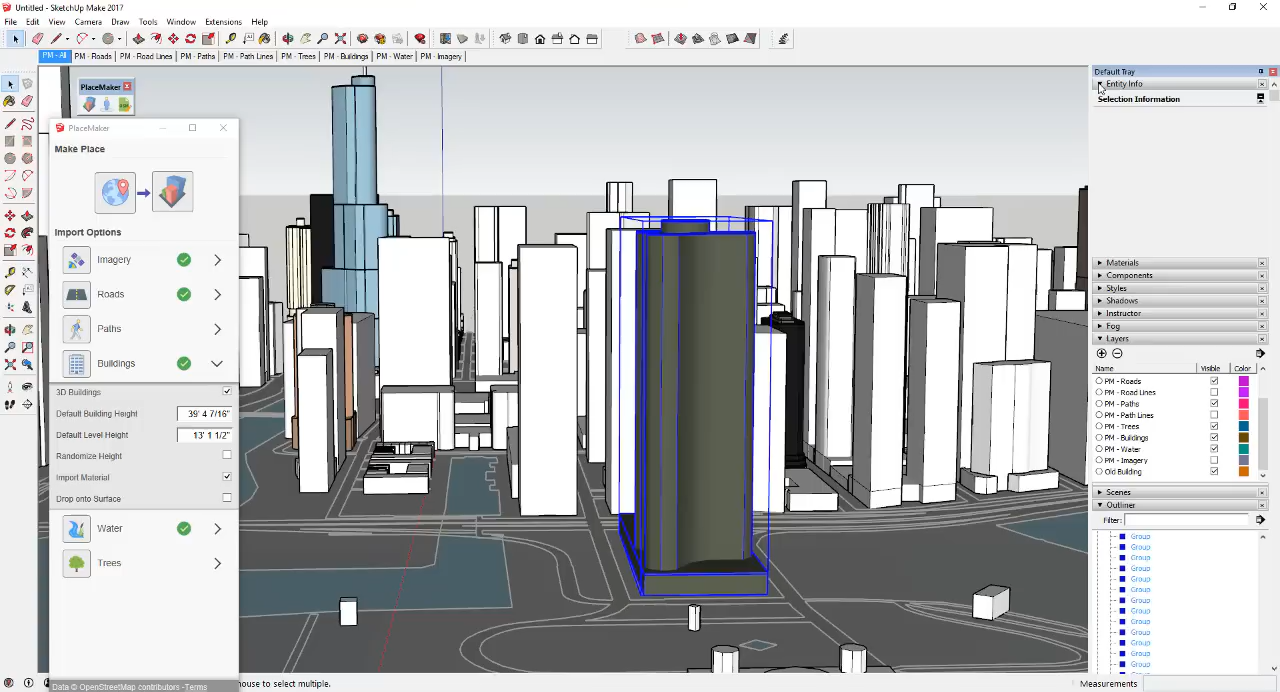 Untitled - SketchUp Make 2017
File Edit View Camera Draw Tools Window Extensions Help
PM - All PM - Roads PM - Road Lines PM - Paths PM - Path Lines PM - Trees PM - Buildings PM - Water PM - Imagery
PlaceMaker
PlaceMaker
Make Place
Import Options
Imagery
Roads
Paths
Buildings
3D Buildings
Default Building Height 39' 4 7/16"
Default Level Height 13' 1 1/2"
Randomize Height
Import Material
Drop onto Surface
Water
Trees
Data © OpenStreetMap contributors - Terms
ouse to select multiple.
Measurements
Default Tray
Entity Info
Selection Information
Materials
Components
Styles
Shadows
Instructor
Fog
Layers
Name Visible Color
PM - Roads
PM - Road Lines
PM - Paths
PM - Path Lines
PM - Trees
PM - Buildings
PM - Water
PM - Imagery
Old Building
Scenes
Outliner
Filter:
Group
Group
Group
Group
Group
Group
Group
Group
Group
Group
Group
Group
Group